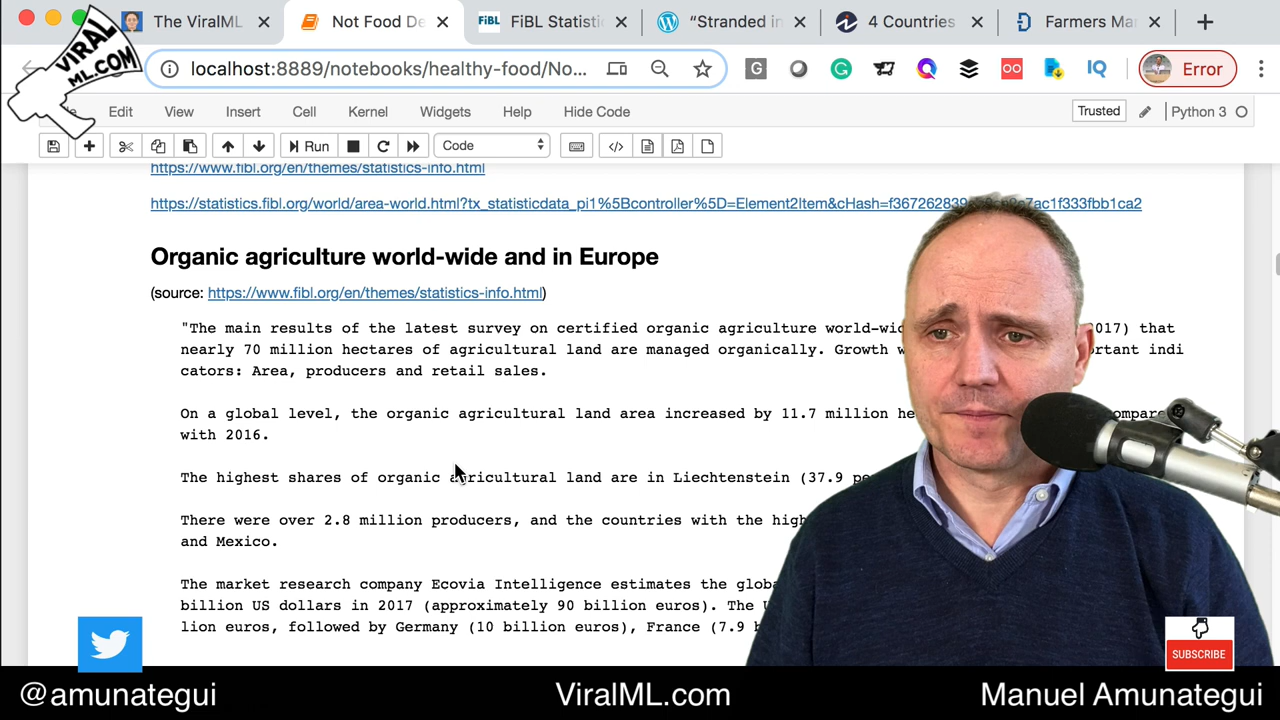 The ViralML
Not Food De
FiBL Statistic
"Stranded in
4 Countries
Farmers Mar
VIRAL
ML.COM
localhost:8889/notebooks/healthy-food/No...
Error
Edit View Insert Cell Kernel Widgets Help Hide Code
Trusted
Python 3
Run
Code
https://www.fibl.org/en/themes/statistics-info.html
https://statistics.fibl.org/world/area-world.html?tx_statisticdata_pi1%5Bcontroller%5D=Element2Item&cHash=f367262839 7ac1f333fbb1ca2
Organic agriculture world-wide and in Europe
(source: https://www.fibl.org/en/themes/statistics-info.html)
"The main results of the latest survey on certified organic agriculture world-wid 2017) that
nearly 70 million hectares of agricultural land are managed organically. Growth w ortant indi
cators: Area, producers and retail sales.
On a global level, the organic agricultural land area increased by 11.7 million he compare
with 2016.
The highest shares of organic agricultural land are in Liechtenstein (37.9 pe
There were over 2.8 million producers, and the countries with the high
and Mexico.
The market research company Ecovia Intelligence estimates the globa
billion US dollars in 2017 (approximately 90 billion euros). The U
lion euros, followed by Germany (10 billion euros), France (7.9 b
SUBSCRIBE
@amunategui
ViralML.com
Manuel Amunategui